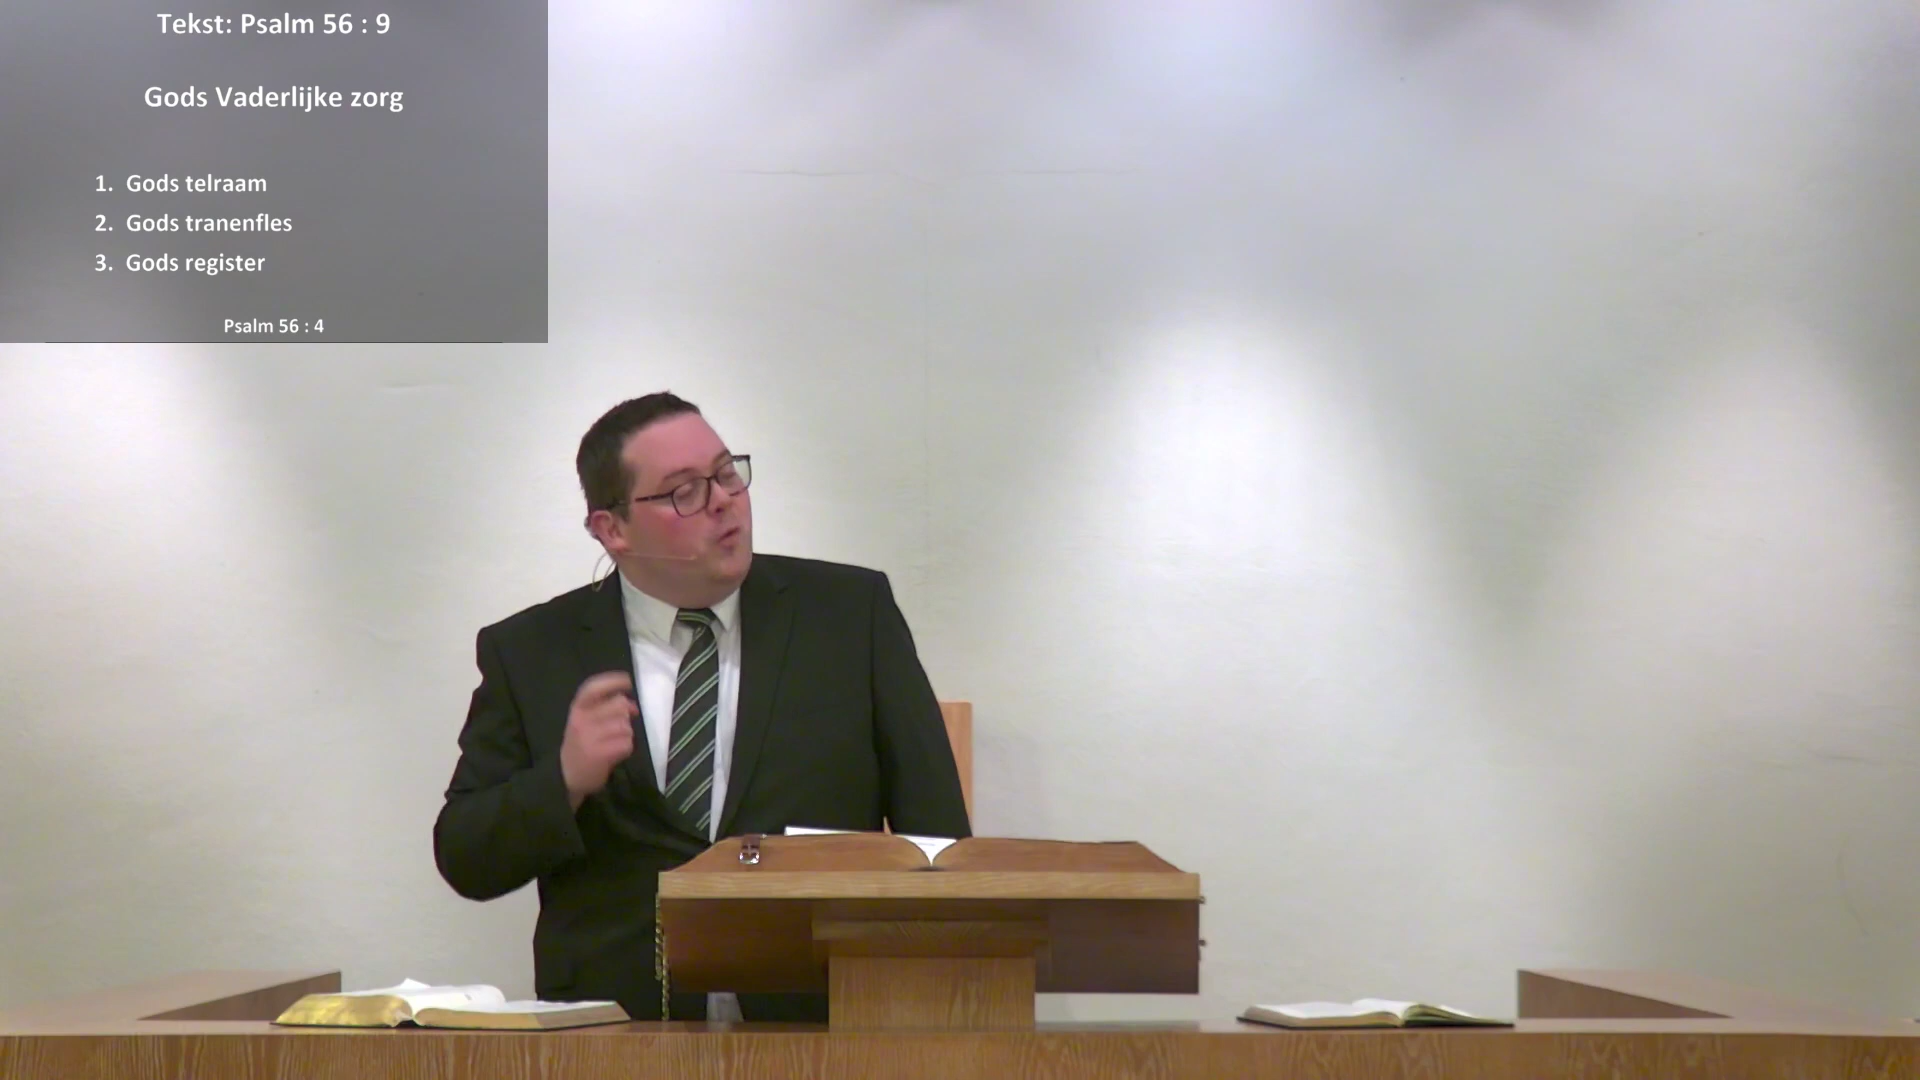 Tekst: Psalm 56 : 9
Gods Vaderlijke zorg
1. Gods telraam
2. Gods tranenfles
3. Gods register
Psalm 56 : 4